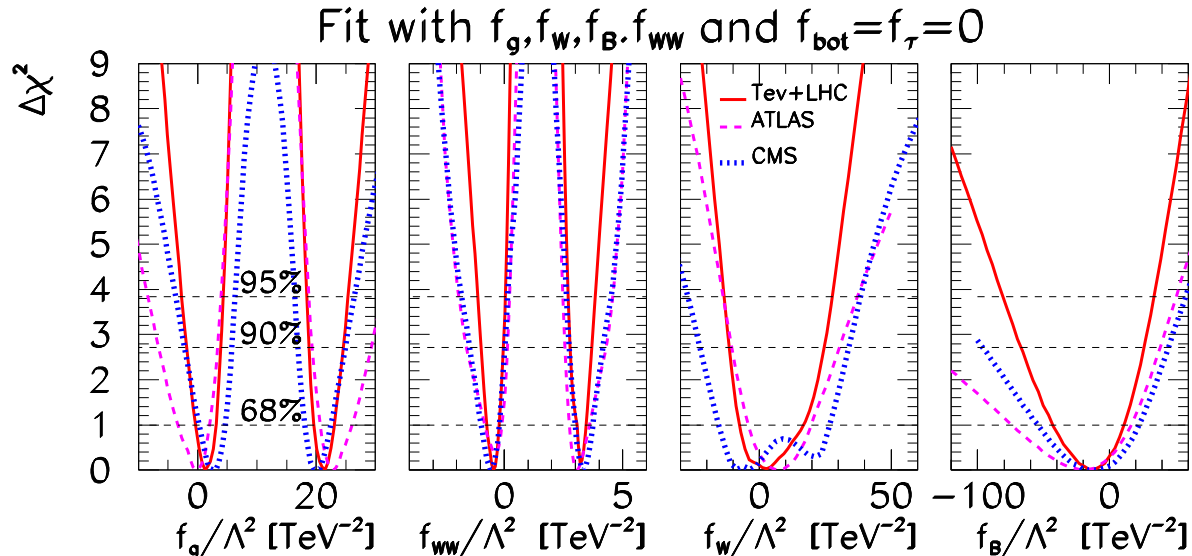 Fit with f_g,f_W,f_B.f_WW and f_bot=f_τ=0
Δχ²
9
8
7
6
5
4
3
2
1
0
95%
90%
68%
Tev+LHC
ATLAS
CMS
0 20 0 5 0 50 −100 0
f_g/Λ² [TeV⁻²] f_WW/Λ² [TeV⁻²] f_W/Λ² [TeV⁻²] f_B/Λ² [TeV⁻²]